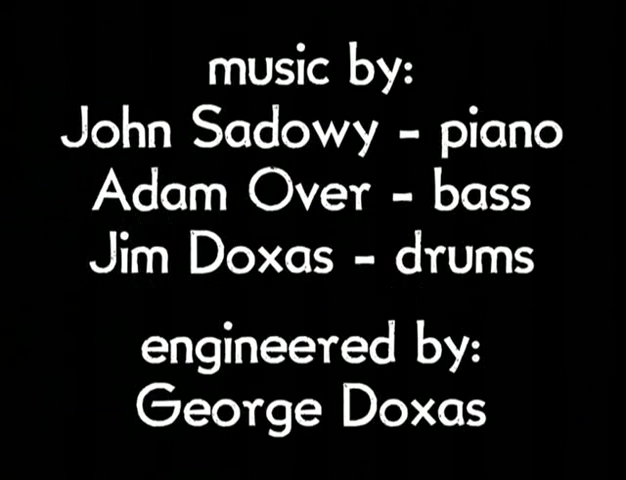 music by:
John Sadowy - piano
Adam Over - bass
Jim Doxas - drums
engineered by:
George Doxas